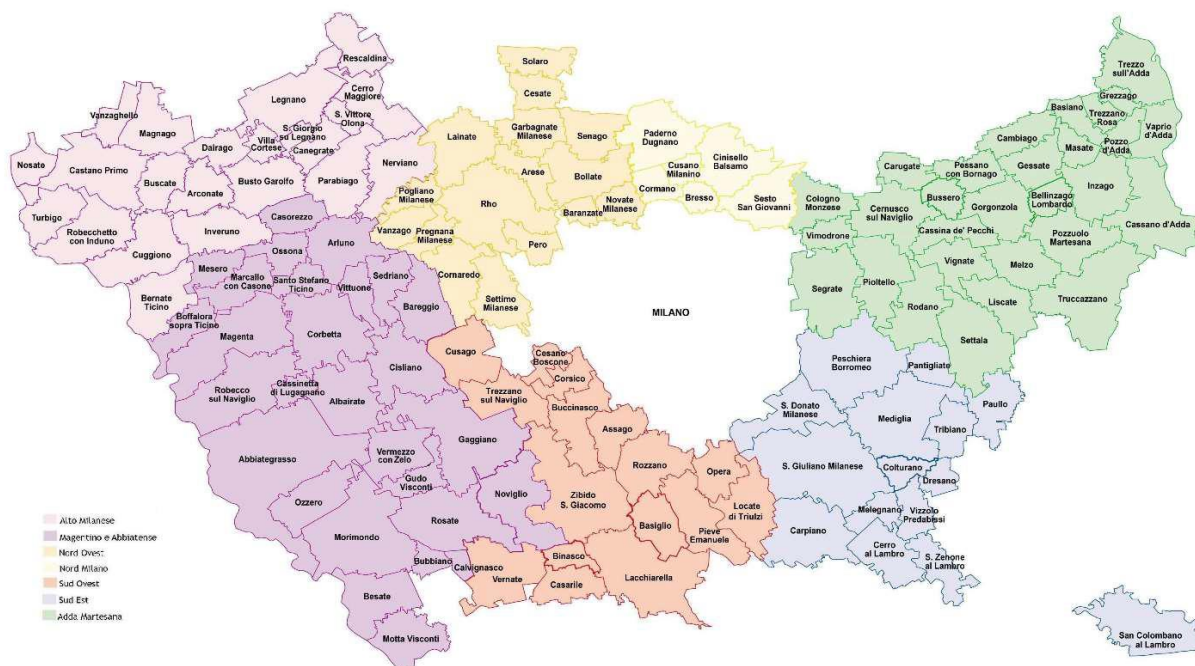 Rescaldina
Legnano
Cerro
Maggiore
S. Vittore
Olona
S. Giorgio
su Legnano
Villa
Cortese
Canegrate
Vanzaghello
Magnago
Dairago
Nosate
Castano Primo
Buscate
Arconate
Busto Garolfo
Parabiago
Nerviano
Turbigo
Robecchetto
con Induno
Cuggiono
Inveruno
Bernate
Ticino
Casorezzo
Ossona
Arluno
Mesero
Marcallo
con Casone
Santo Stefano
Ticino
Vittuone
Sedriano
Bareggio
Boffalora
sopra Ticino
Magenta
Corbetta
Cisliano
Robecco
sul Naviglio
Cassinetta
di Lugagnano
Albairate
Abbiategrasso
Vermezzo
con Zelo
Gudo
Visconti
Gaggiano
Noviglio
Ozzero
Rosate
Morimondo
Bubbiano
Calvignasco
Besate
Motta Visconti
Solaro
Cesate
Lainate
Garbagnate
Milanese
Senago
Arese
Bollate
Pogliano
Milanese
Rho
Novate
Milanese
Baranzate
Vanzago
Pregnana
Milanese
Pero
Cornaredo
Settimo
Milanese
Paderno
Dugnano
Cusano
Milanino
Cinisello
Balsamo
Cormano
Bresso
Sesto
San Giovanni
MILANO
Cusago
Cesano
Boscone
Corsico
Trezzano
sul Naviglio
Buccinasco
Assago
Rozzano
Opera
Zibido
S. Giacomo
Basiglio
Pieve
Emanuele
Locate
di Triulzi
Binasco
Vernate
Casarile
Lacchiarella
Trezzo
sull'Adda
Grezzago
Basiano
Trezzano
Rosa
Vaprio
d'Adda
Pozzo
d'Adda
Cambiago
Masate
Carugate
Pessano
con Bornago
Gessate
Inzago
Cologno
Monzese
Cernusco
sul Naviglio
Bussero
Gorgonzola
Bellinzago
Lombardo
Cassano d'Adda
Vimodrone
Cassina de' Pecchi
Pozzuolo
Martesana
Vignate
Melzo
Segrate
Pioltello
Rodano
Liscate
Truccazzano
Settala
Peschiera
Borromeo
Pantigliate
Paullo
S. Donato
Milanese
Mediglia
Tribiano
S. Giuliano Milanese
Colturano
Dresano
Melegnano
Vizzolo
Predabissi
Carpiano
Cerro
al Lambro
S. Zenone
al Lambro
San Colombano
al Lambro
Alto Milanese
Magentino e Abbiatense
Nord Ovest
Nord Milano
Sud Ovest
Sud Est
Adda Martesana